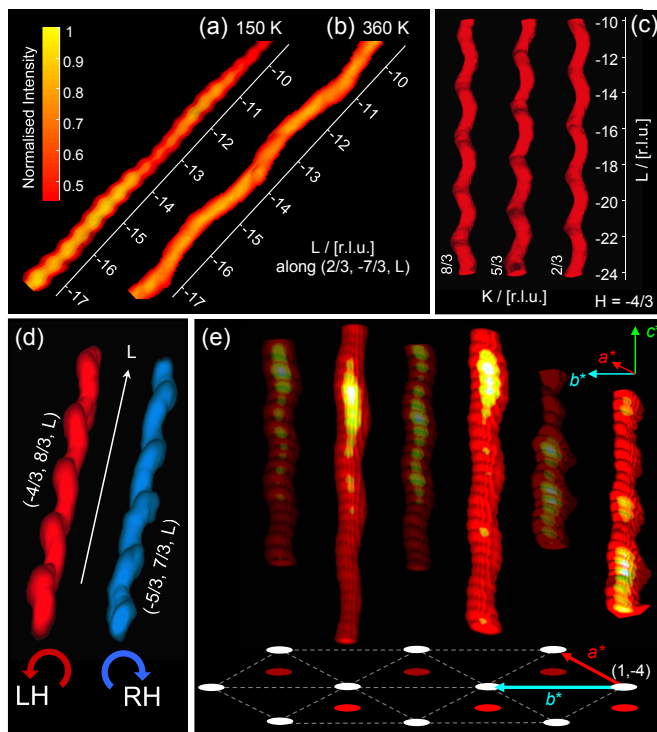 (a) 150 K
(b) 360 K
Normalised Intensity
1
0.9
0.8
0.7
0.6
0.5
-10
-11
-12
-13
-14
-15
-16
-17
-10
-11
-12
-13
-14
-15
-16
-17
L / [r.l.u.]
along (2/3, -7/3, L)
(c)
-10
-12
-14
-16
-18
-20
-22
-24
L / [r.l.u.]
8/3
5/3
2/3
K / [r.l.u.]
H = -4/3
(d)
L
(-4/3, 8/3, L)
(-5/3, 7/3, L)
LH
RH
(e)
c*
a*
b*
a*
(1,-4)
b*